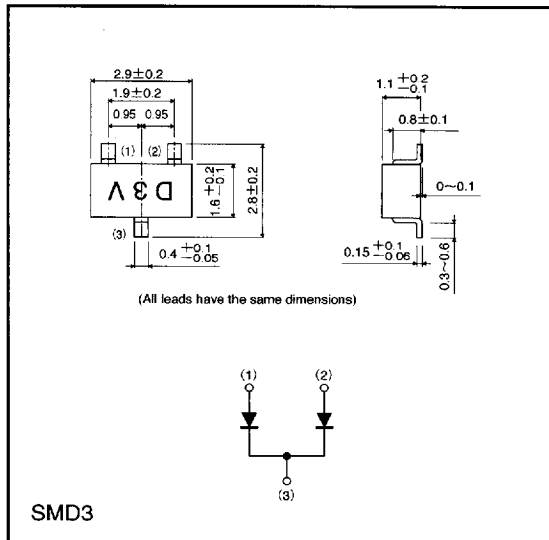 2.9±0.2
1.9±0.2
0.95 0.95
(1) (2)
D3V
(3)
1.6 +0.2 −0.1
2.8±0.2
0.4 +0.1 −0.05
1.1 +0.2 −0.1
0.8±0.1
0~0.1
0.15 +0.1 −0.06
0.3~0.6
(All leads have the same dimensions)
(1) (2)
(3)
SMD3